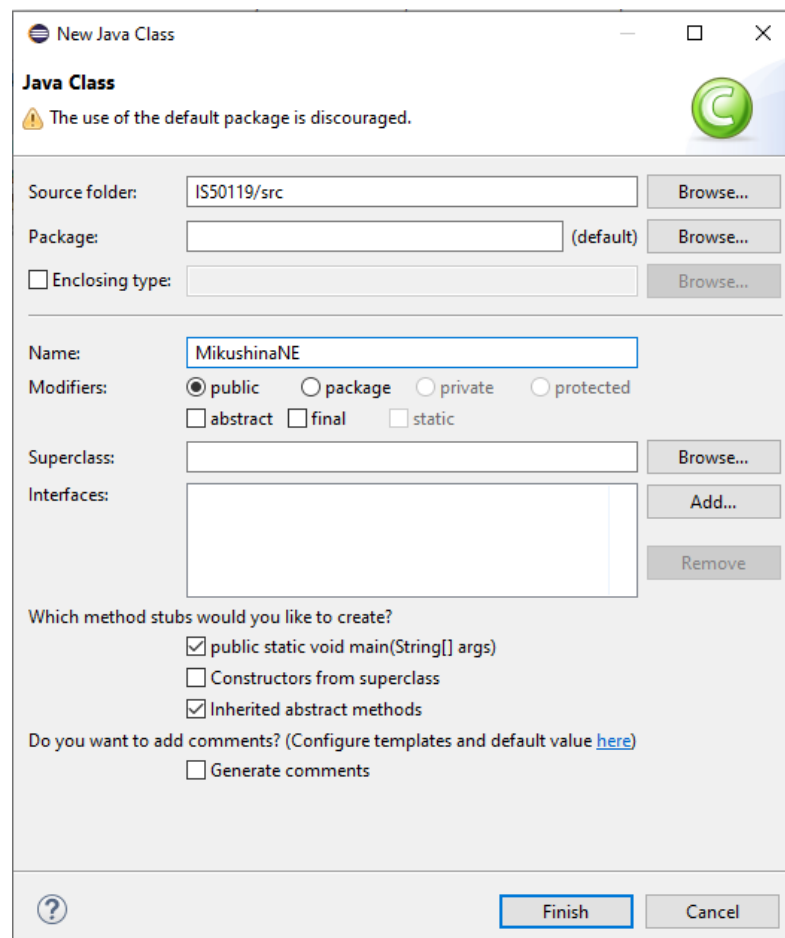 New Java Class
Java Class
The use of the default package is discouraged.
C
Source folder: IS50119/src Browse...
Package: (default) Browse...
Enclosing type: Browse...
Name: MikushinaNE
Modifiers: public package private protected
abstract final static
Superclass: Browse...
Interfaces: Add...
Remove
Which method stubs would you like to create?
public static void main(String[] args)
Constructors from superclass
Inherited abstract methods
Do you want to add comments? (Configure templates and default value here)
Generate comments
? Finish Cancel